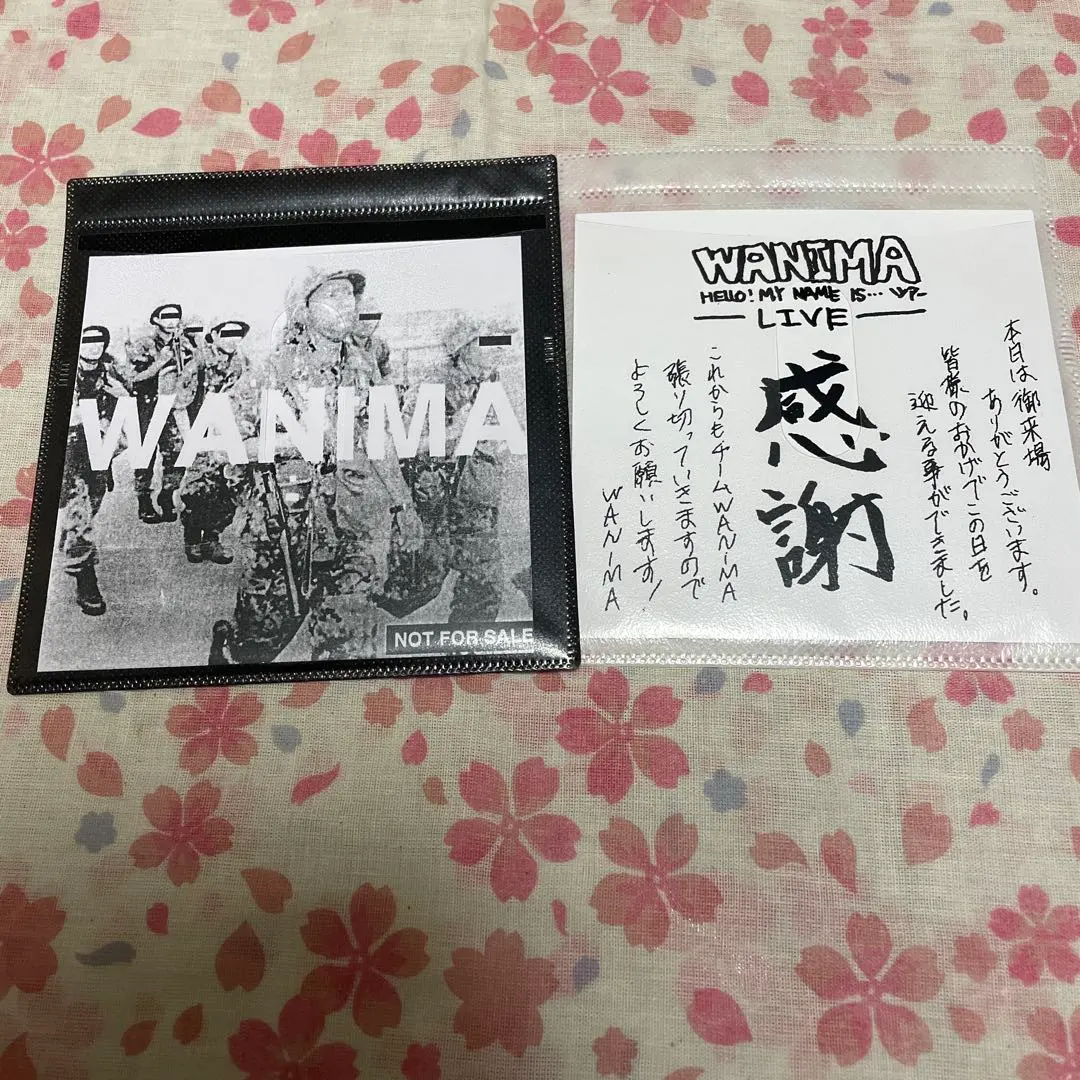 WANIMA
NOT FOR SALE
WANIMA
HELLO! MY NAME IS… ツアー
LIVE
感謝
本日は御来場
ありがとうございます。
皆様のおかげでこの日を
迎える事ができました。
これからもチームWANIMA
張り切っていきますので
よろしくお願いします!
WANIMA